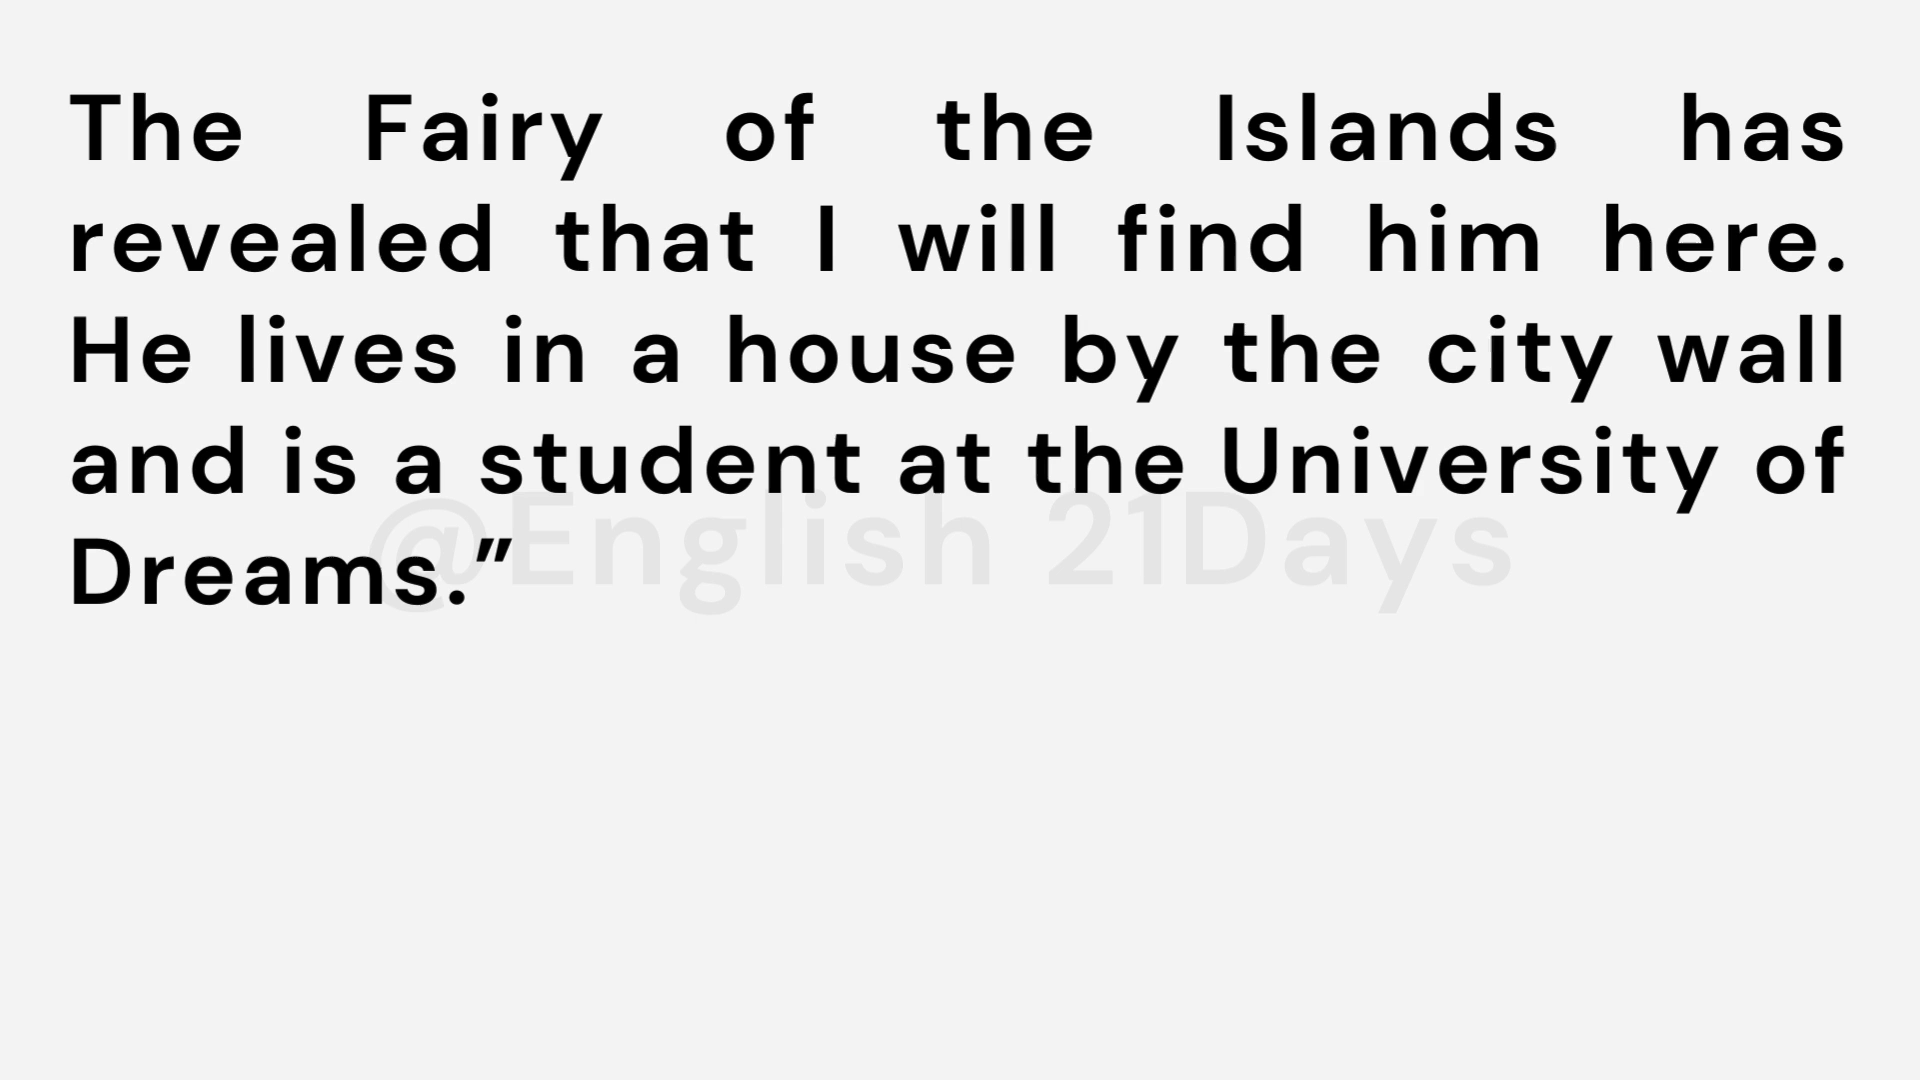 The Fairy of the Islands has
revealed that I will find him here.
He lives in a house by the city wall
and is a student at the University of
Dreams.”
@English 21Days